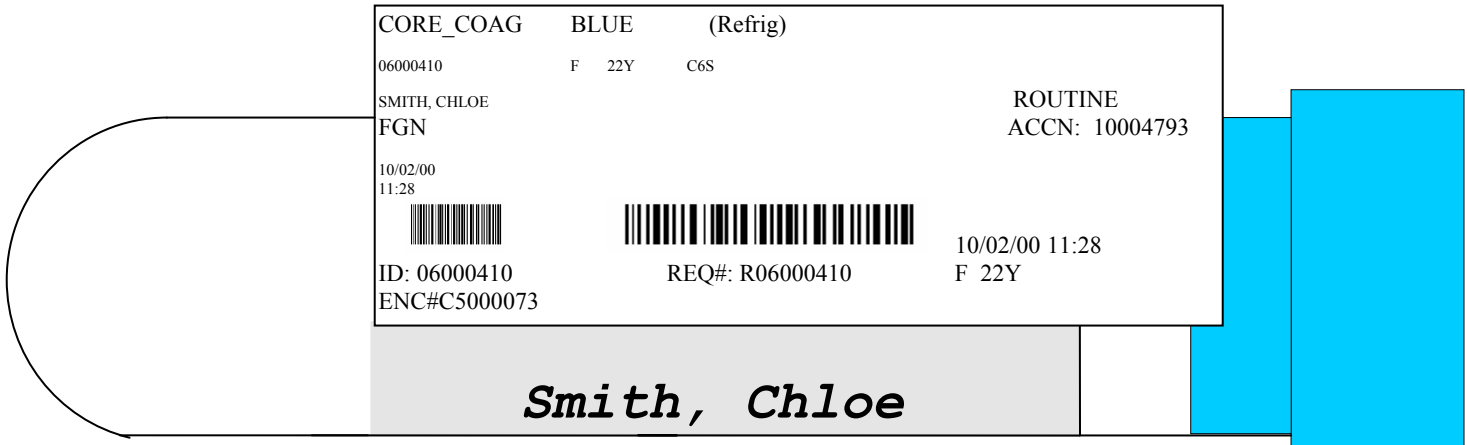 CORE_COAG BLUE (Refrig)
06000410 F 22Y C6S
SMITH, CHLOE ROUTINE
FGN ACCN: 10004793
10/02/00
11:28
10/02/00 11:28
ID: 06000410 REQ#: R06000410 F 22Y
ENC#C5000073
Smith, Chloe